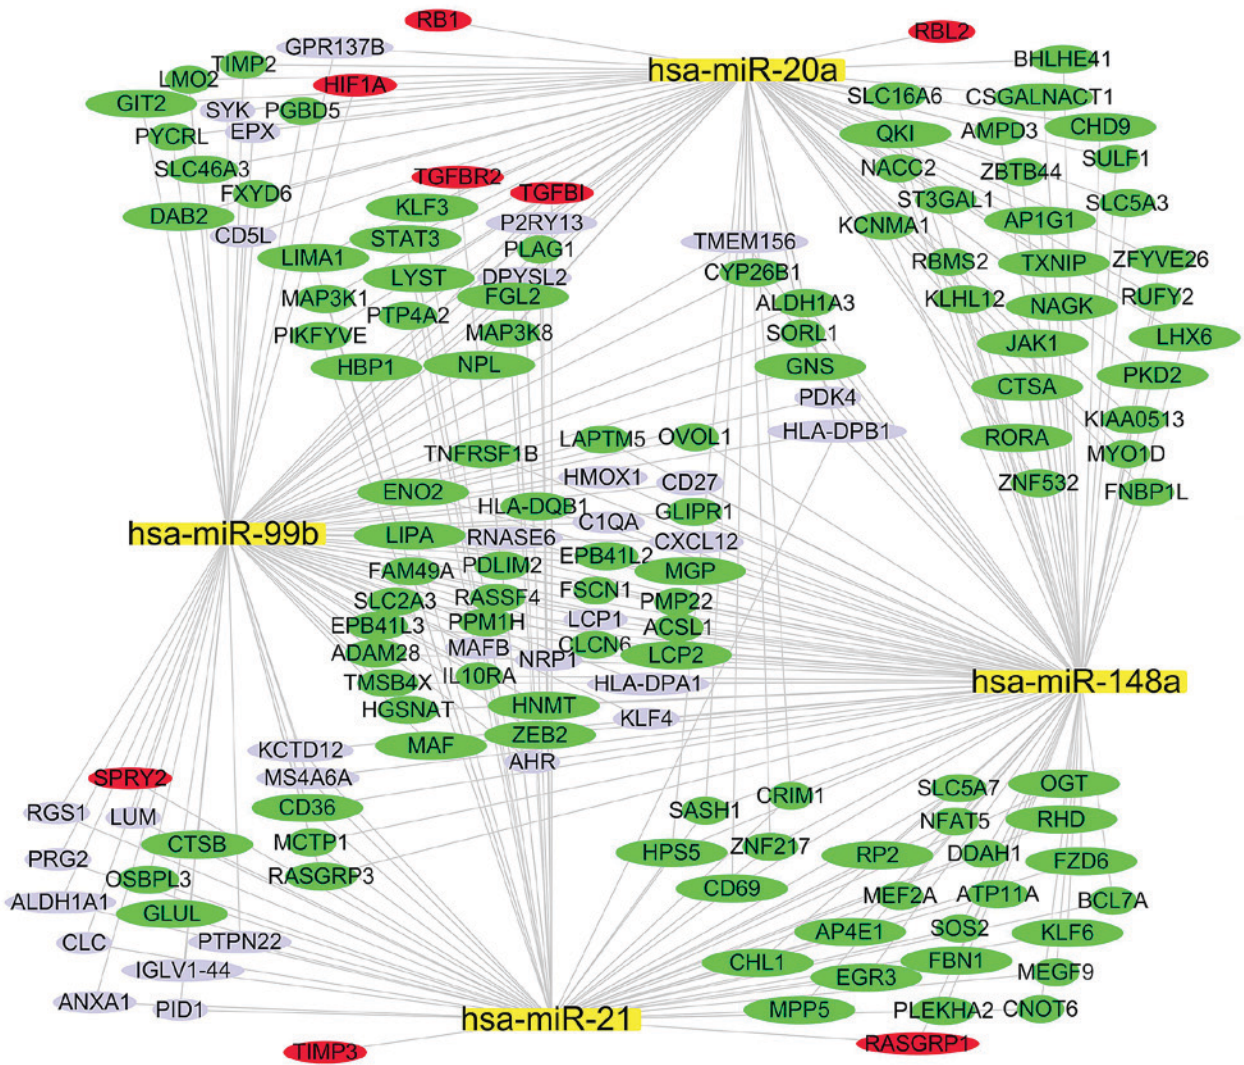 RB1
RBL2
GPR137B
TIMP2
hsa-miR-20a
BHLHE41
LMO2
HIF1A
GIT2
SYK
PGBD5
SLC16A6
CSGALNACT1
EPX
PYCRL
QKI
AMPD3
CHD9
SLC46A3
NACC2
ZBTB44
SULF1
TGFBR2
TGFBI
FXYD6
ST3GAL1
SLC5A3
DAB2
KLF3
P2RY13
KCNMA1
AP1G1
CD5L
STAT3
PLAG1
TMEM156
LIMA1
LYST
DPYSL2
CYP26B1
RBMS2
TXNIP
ZFYVE26
MAP3K1
FGL2
ALDH1A3
KLHL12
NAGK
RUFY2
PTP4A2
PIKFYVE
MAP3K8
SORL1
JAK1
LHX6
HBP1
NPL
GNS
CTSA
PKD2
PDK4
KIAA0513
TNFRSF1B
LAPTM5
OVOL1
HLA-DPB1
RORA
MYO1D
HMOX1
CD27
ZNF532
FNBP1L
ENO2
HLA-DQB1
GLIPR1
C1QA
hsa-miR-99b
LIPA
RNASE6
CXCL12
EPB41L2
FAM49A
PDLIM2
MGP
SLC2A3
RASSF4
FSCN1
PMP22
EPB41L3
PPM1H
LCP1
ACSL1
ADAM28
MAFB
CLCN6
LCP2
NRP1
TMSB4X
IL10RA
HLA-DPA1
hsa-miR-148a
HGSNAT
HNMT
KLF4
MAF
ZEB2
KCTD12
AHR
SPRY2
MS4A6A
RGS1
LUM
CD36
SASH1
CRIM1
SLC5A7
OGT
NFAT5
RHD
CTSB
MCTP1
PRG2
HPS5
ZNF217
RP2
DDAH1
FZD6
OSBPL3
RASGRP3
CD69
MEF2A
ATP11A
BCL7A
ALDH1A1
GLUL
CLC
PTPN22
AP4E1
SOS2
KLF6
IGLV1-44
CHL1
EGR3
FBN1
MEGF9
ANXA1
PID1
hsa-miR-21
MPP5
PLEKHA2
CNOT6
TIMP3
RASGRP1